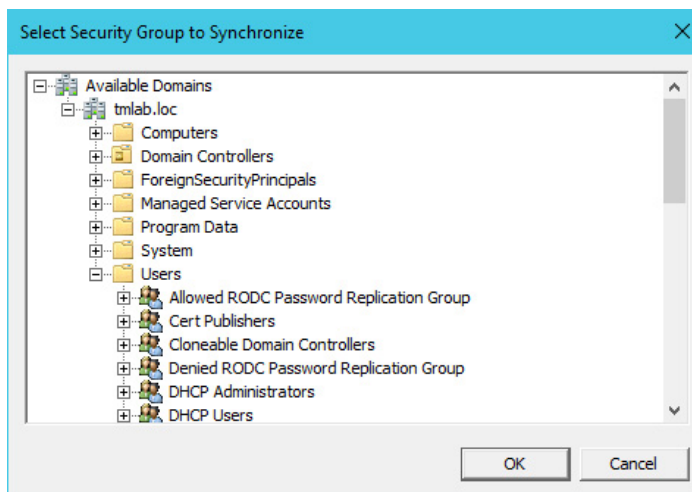 Select Security Group to Synchronize
Available Domains
tmlab.loc
Computers
Domain Controllers
ForeignSecurityPrincipals
Managed Service Accounts
Program Data
System
Users
Allowed RODC Password Replication Group
Cert Publishers
Cloneable Domain Controllers
Denied RODC Password Replication Group
DHCP Administrators
DHCP Users
OK Cancel